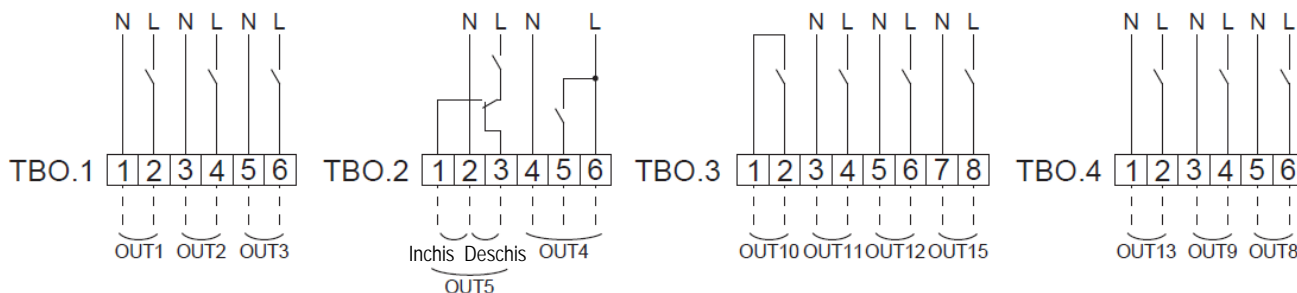 N L N L N L N L N L N L N L N L N L N L N L
TBO.1 1 2 3 4 5 6 TBO.2 1 2 3 4 5 6 TBO.3 1 2 3 4 5 6 7 8 TBO.4 1 2 3 4 5 6
OUT1 OUT2 OUT3 Inchis Deschis OUT4 OUT10 OUT11 OUT12 OUT15 OUT13 OUT9 OUT8
OUT5